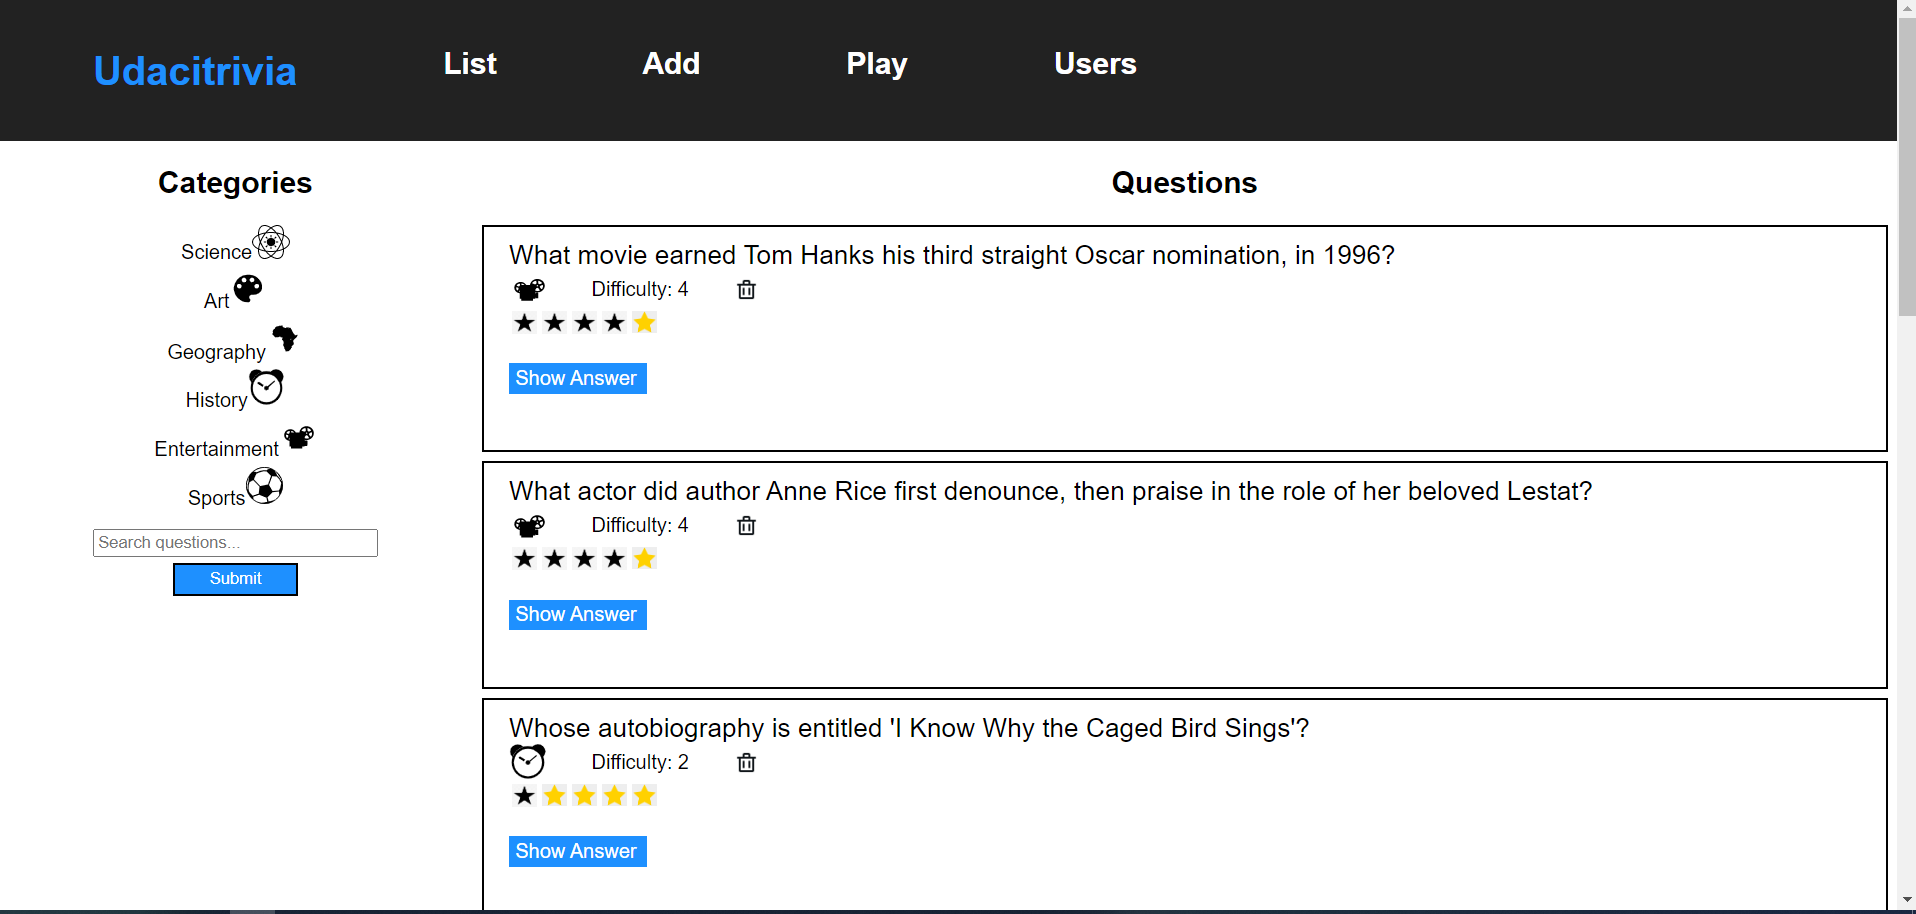 Udacitrivia List Add Play Users
Categories
Science
Art
Geography
History
Entertainment
Sports
Search questions...
Submit
Questions
What movie earned Tom Hanks his third straight Oscar nomination, in 1996?
Difficulty: 4
Show Answer
What actor did author Anne Rice first denounce, then praise in the role of her beloved Lestat?
Difficulty: 4
Show Answer
Whose autobiography is entitled 'I Know Why the Caged Bird Sings'?
Difficulty: 2
Show Answer